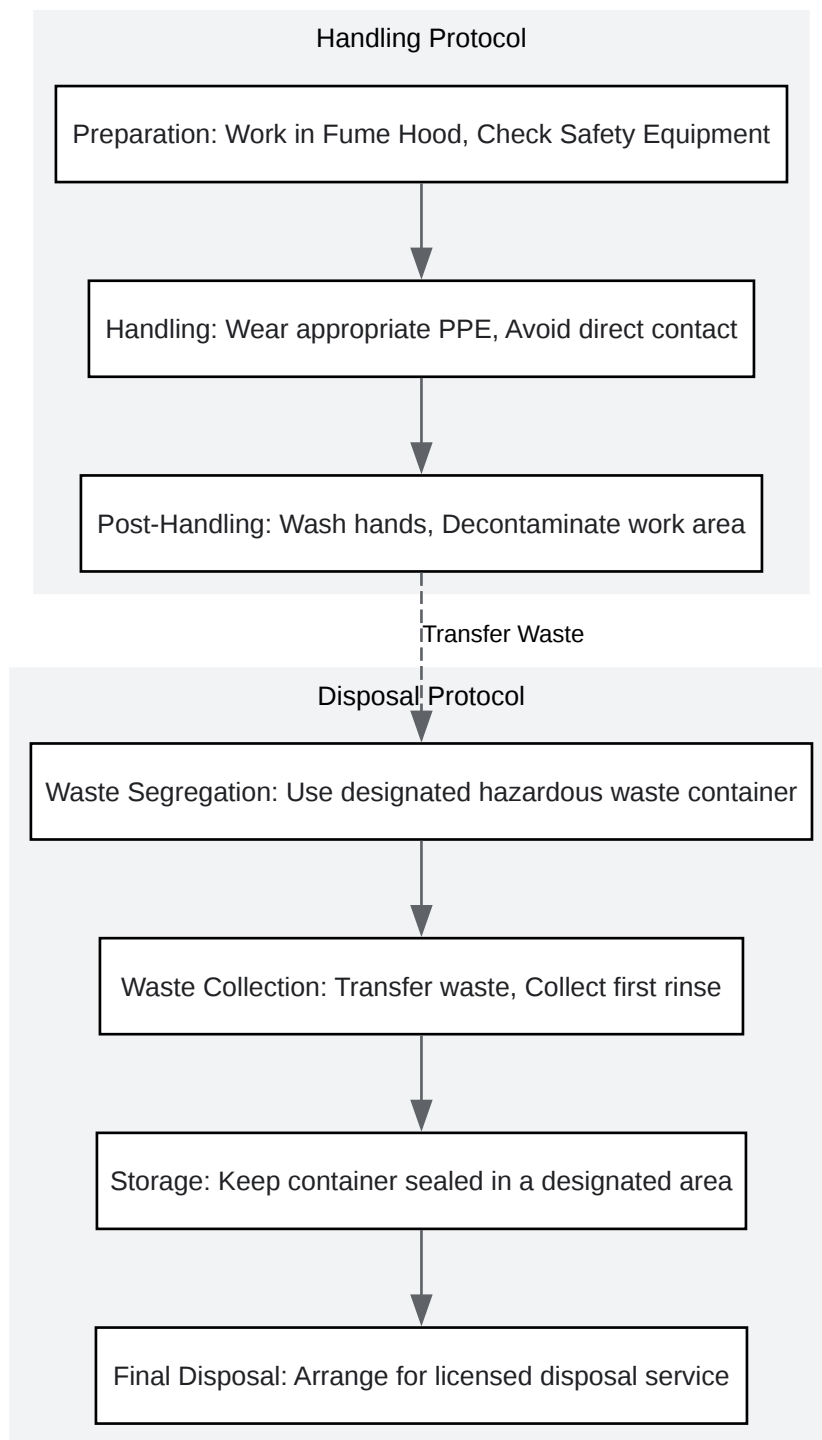 Handling Protocol
Preparation: Work in Fume Hood, Check Safety Equipment
Handling: Wear appropriate PPE, Avoid direct contact
Post-Handling: Wash hands, Decontaminate work area
Transfer Waste
Disposal Protocol
Waste Segregation: Use designated hazardous waste container
Waste Collection: Transfer waste, Collect first rinse
Storage: Keep container sealed in a designated area
Final Disposal: Arrange for licensed disposal service